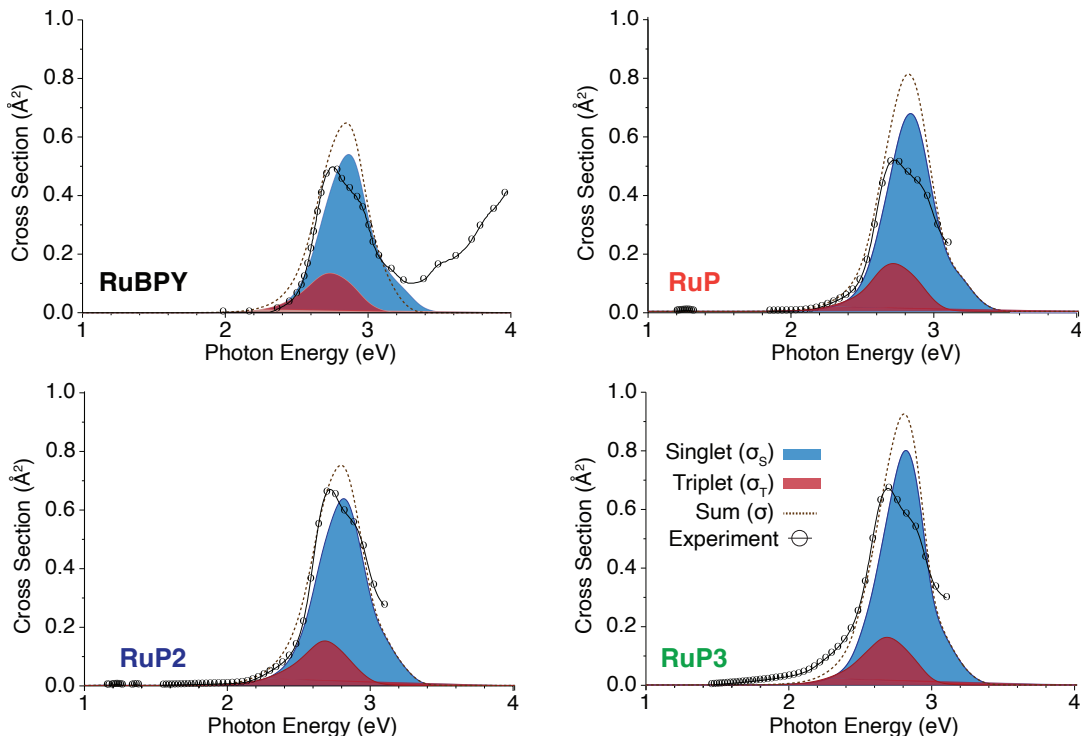 1.0
0.8
0.6
0.4
0.2
0.0
Cross Section (Å²)
RuBPY
1 2 3 4
Photon Energy (eV)
1.0
0.8
0.6
0.4
0.2
0.0
Cross Section (Å²)
RuP
1 2 3 4
Photon Energy (eV)
1.0
0.8
0.6
0.4
0.2
0.0
Cross Section (Å²)
RuP2
1 2 3 4
Photon Energy (eV)
1.0
0.8
0.6
0.4
0.2
0.0
Cross Section (Å²)
Singlet (σS)
Triplet (σT)
Sum (σ)
Experiment
RuP3
1 2 3 4
Photon Energy (eV)